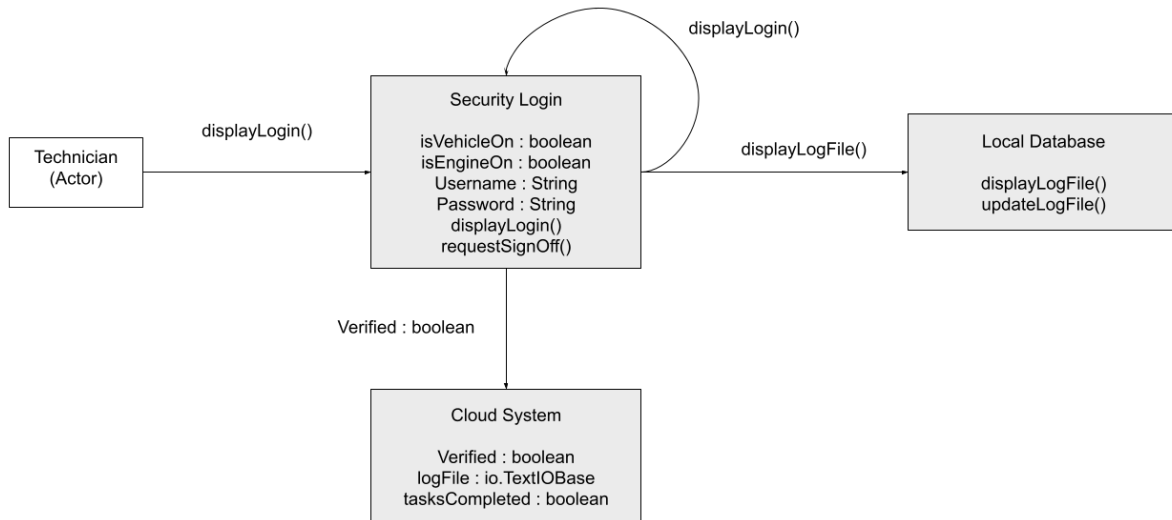 displayLogin()
Security Login
isVehicleOn : boolean
isEngineOn : boolean
Username : String
Password : String
displayLogin()
requestSignOff()
displayLogin()
Technician
(Actor)
displayLogFile()
Local Database
displayLogFile()
updateLogFile()
Verified : boolean
Cloud System
Verified : boolean
logFile : io.TextIOBase
tasksCompleted : boolean